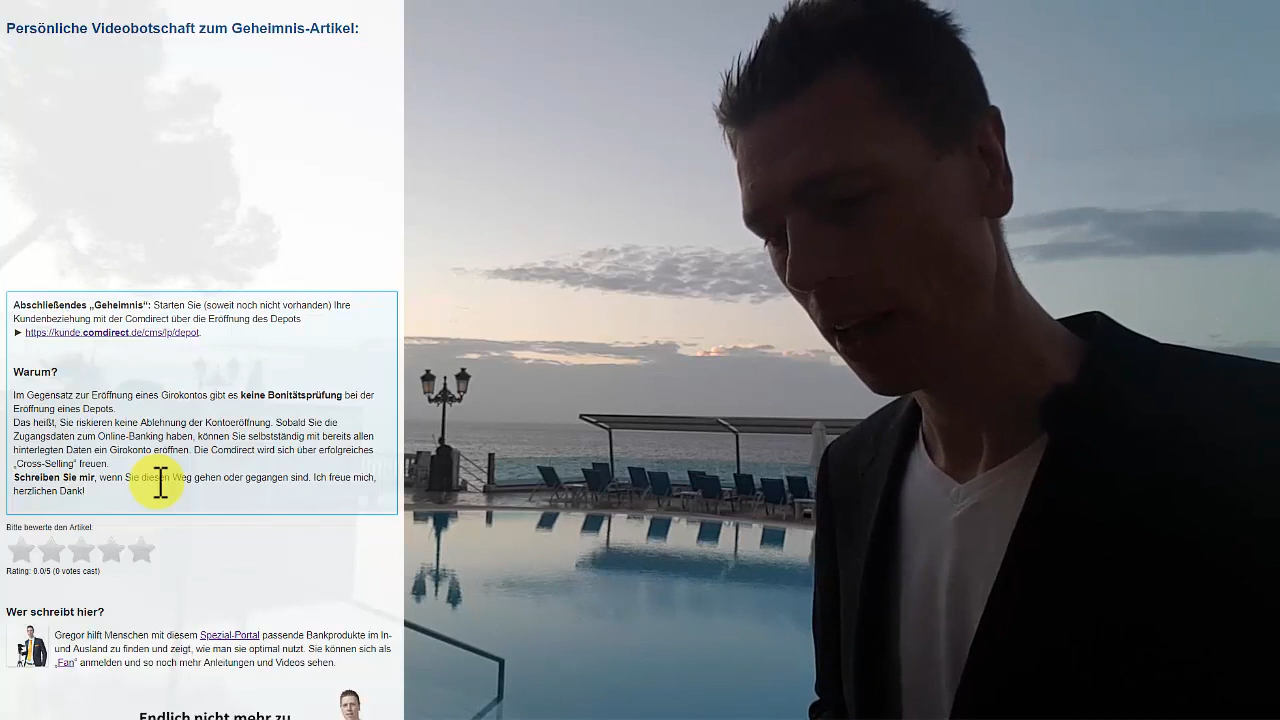 Persönliche Videobotschaft zum Geheimnis-Artikel:
Abschließendes „Geheimnis“: Starten Sie (soweit noch nicht vorhanden) Ihre
Kundenbeziehung mit der Comdirect über die Eröffnung des Depots
► https://kunde.comdirect.de/cms/lp/depot.
Warum?
Im Gegensatz zur Eröffnung eines Girokontos gibt es keine Bonitätsprüfung bei der
Eröffnung eines Depots.
Das heißt, Sie riskieren keine Ablehnung der Kontoeröffnung. Sobald Sie die
Zugangsdaten zum Online-Banking haben, können Sie selbstständig mit bereits allen
hinterlegten Daten ein Girokonto eröffnen. Die Comdirect wird sich über erfolgreiches
„Cross-Selling“ freuen.
Schreiben Sie mir, wenn Sie diesen Weg gehen oder gegangen sind. Ich freue mich,
herzlichen Dank!
Bitte bewerte den Artikel:
Rating: 0.0/5 (0 votes cast)
Wer schreibt hier?
Gregor hilft Menschen mit diesem Spezial-Portal passende Bankprodukte im In-
und Ausland zu finden und zeigt, wie man sie optimal nutzt. Sie können sich als
„Fan“ anmelden und so noch mehr Anleitungen und Videos sehen.
Endlich nicht mehr zu